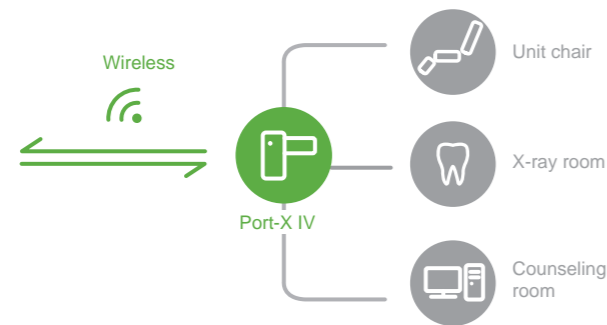 Wireless
Port-X IV
Unit chair
X-ray room
Counseling
room